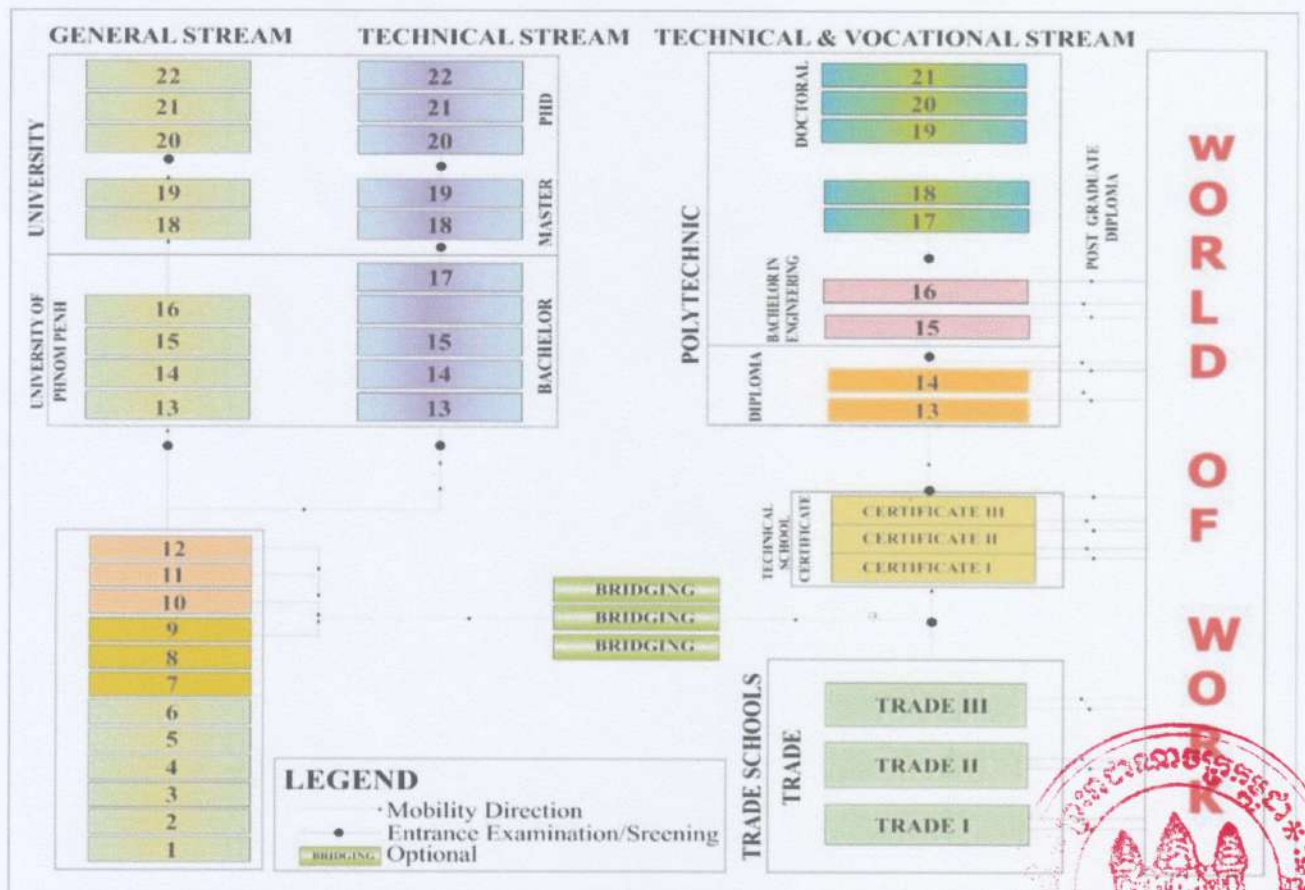 GENERAL STREAM
TECHNICAL STREAM
TECHNICAL & VOCATIONAL STREAM
UNIVERSITY
22
21
20
19
18
UNIVERSITY OF
PHNOM PENH
16
15
14
13
22
21
20
PHD
19
18
MASTER
17
15
14
13
BACHELOR
POLYTECHNIC
DOCTORAL
21
20
19
18
17
BACHELOR IN
ENGINEERING
16
15
DIPLOMA
14
13
POST GRADUATE
DIPLOMA
TECHNICAL
SCHOOL
CERTIFICATE
CERTIFICATE III
CERTIFICATE II
CERTIFICATE I
12
11
10
9
8
7
6
5
4
3
2
1
BRIDGING
BRIDGING
BRIDGING
TRADE SCHOOLS
TRADE
TRADE III
TRADE II
TRADE I
LEGEND
Mobility Direction
Entrance Examination/Sreening
BRIDGING Optional
WORLD OF WORK